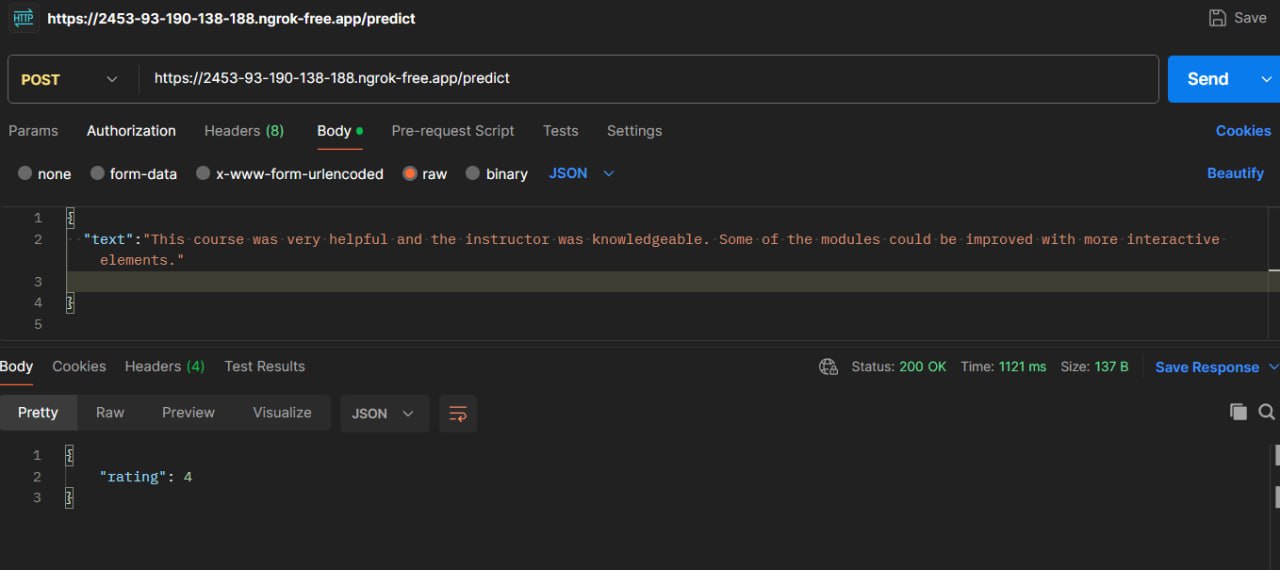 HTTP https://2453-93-190-138-188.ngrok-free.app/predict Save
POST https://2453-93-190-138-188.ngrok-free.app/predict Send
Params Authorization Headers (8) Body Pre-request Script Tests Settings Cookies
none form-data x-www-form-urlencoded raw binary JSON Beautify
1 {
2 "text":"This course was very helpful and the instructor was knowledgeable. Some of the modules could be improved with more interactive
elements."
3
4 }
5
Body Cookies Headers (4) Test Results Status: 200 OK Time: 1121 ms Size: 137 B Save Response
Pretty Raw Preview Visualize JSON
1 {
2 "rating": 4
3 }